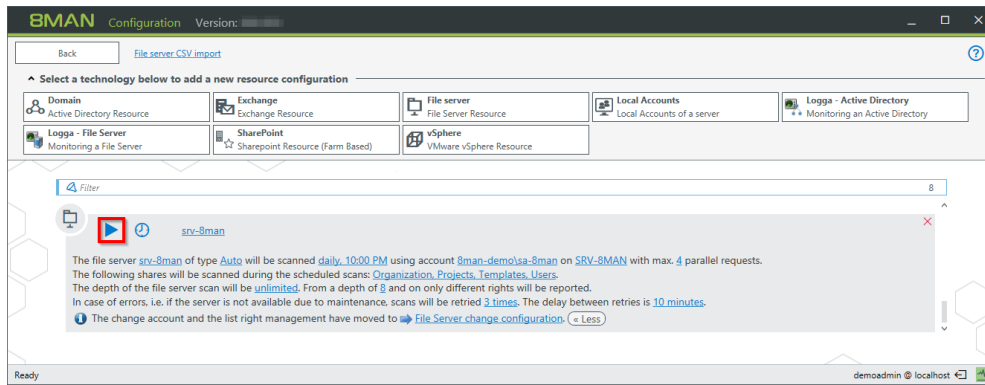 8MAN Configuration Version:
Back File server CSV import
Select a technology below to add a new resource configuration
Domain
Active Directory Resource
Exchange
Exchange Resource
File server
File Server Resource
Local Accounts
Local Accounts of a server
Logga - Active Directory
Monitoring an Active Directory
Logga - File Server
Monitoring a File Server
SharePoint
Sharepoint Resource (Farm Based)
vSphere
VMware vSphere Resource
Filter 8
srv-8man
The file server srv-8man of type Auto will be scanned daily, 10:00 PM using account 8man-demo\sa-8man on SRV-8MAN with max. 4 parallel requests.
The following shares will be scanned during the scheduled scans: Organization, Projects, Templates, Users.
The depth of the file server scan will be unlimited. From a depth of 8 and on only different rights will be reported.
In case of errors, i.e. if the server is not available due to maintenance, scans will be retried 3 times. The delay between retries is 10 minutes.
The change account and the list right management have moved to File Server change configuration. « Less
Ready demoadmin @ localhost